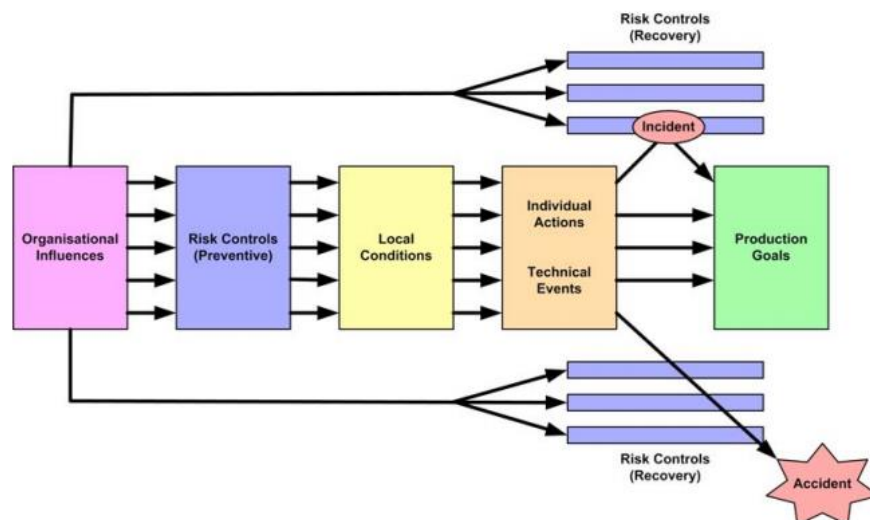 Risk Controls
(Recovery)
Incident
Organisational
Influences
Risk Controls
(Preventive)
Local
Conditions
Individual
Actions
Technical
Events
Production
Goals
Risk Controls
(Recovery)
Accident